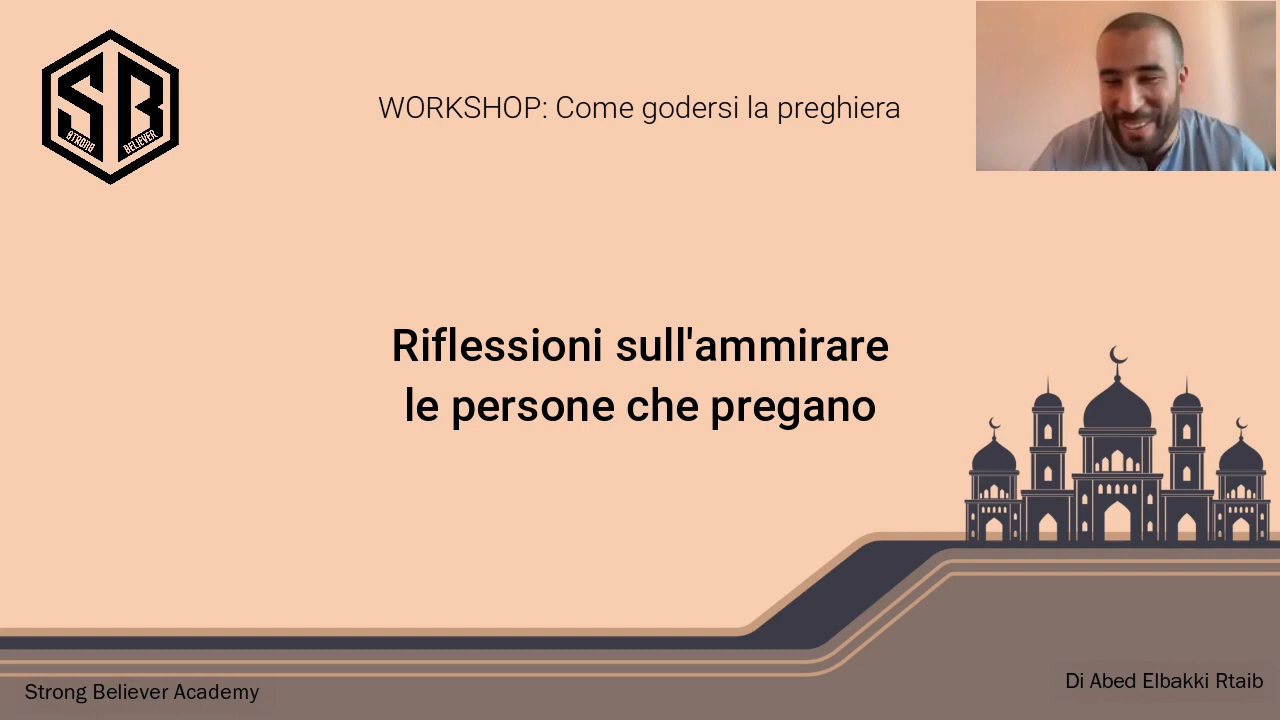 SB
STRONG BELIEVER
WORKSHOP: Come godersi la preghiera
Riflessioni sull'ammirare
le persone che pregano
Strong Believer Academy
Di Abed Elbakki Rtaib